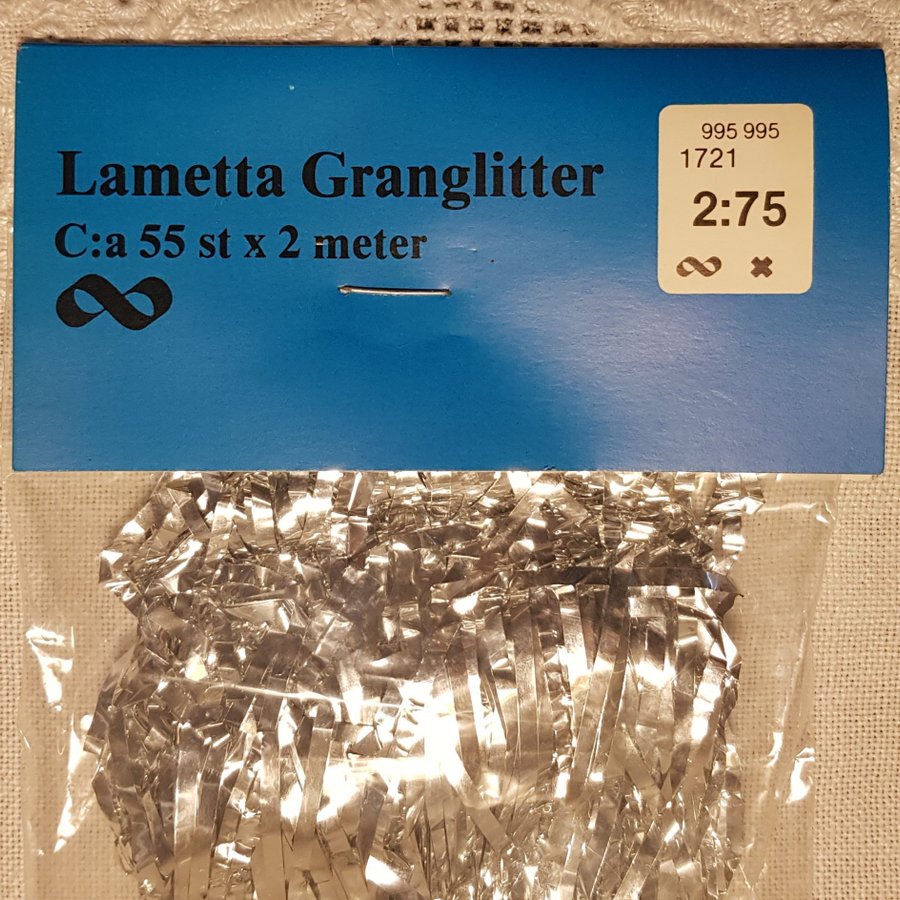 Lametta Granglitter
C:a 55 st x 2 meter
995 995
1721
2:75